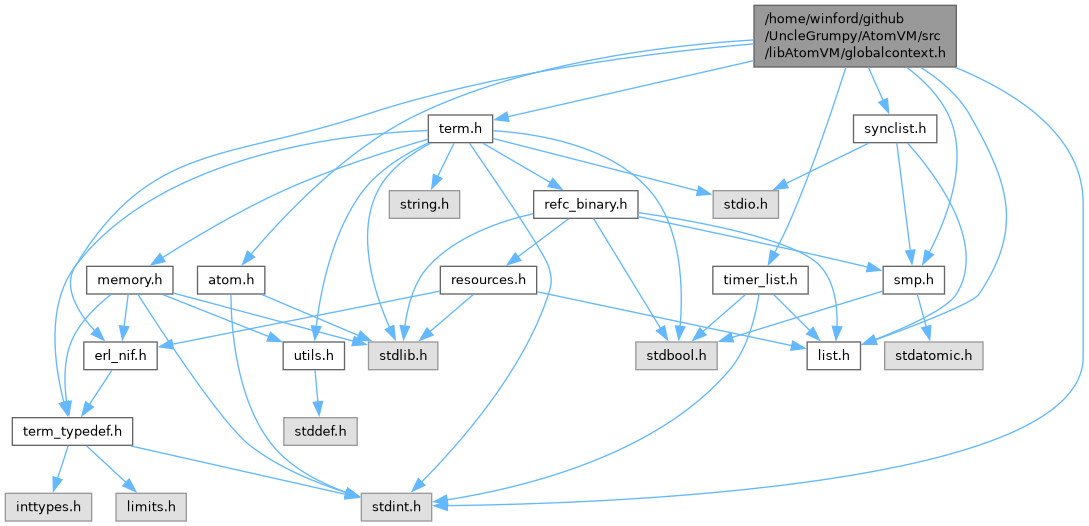 /home/winford/github
/UncleGrumpy/AtomVM/src
/libAtomVM/globalcontext.h
term.h
synclist.h
string.h
refc_binary.h
stdio.h
memory.h
atom.h
resources.h
timer_list.h
smp.h
erl_nif.h
utils.h
stdlib.h
stdbool.h
list.h
stdatomic.h
term_typedef.h
stddef.h
inttypes.h
limits.h
stdint.h